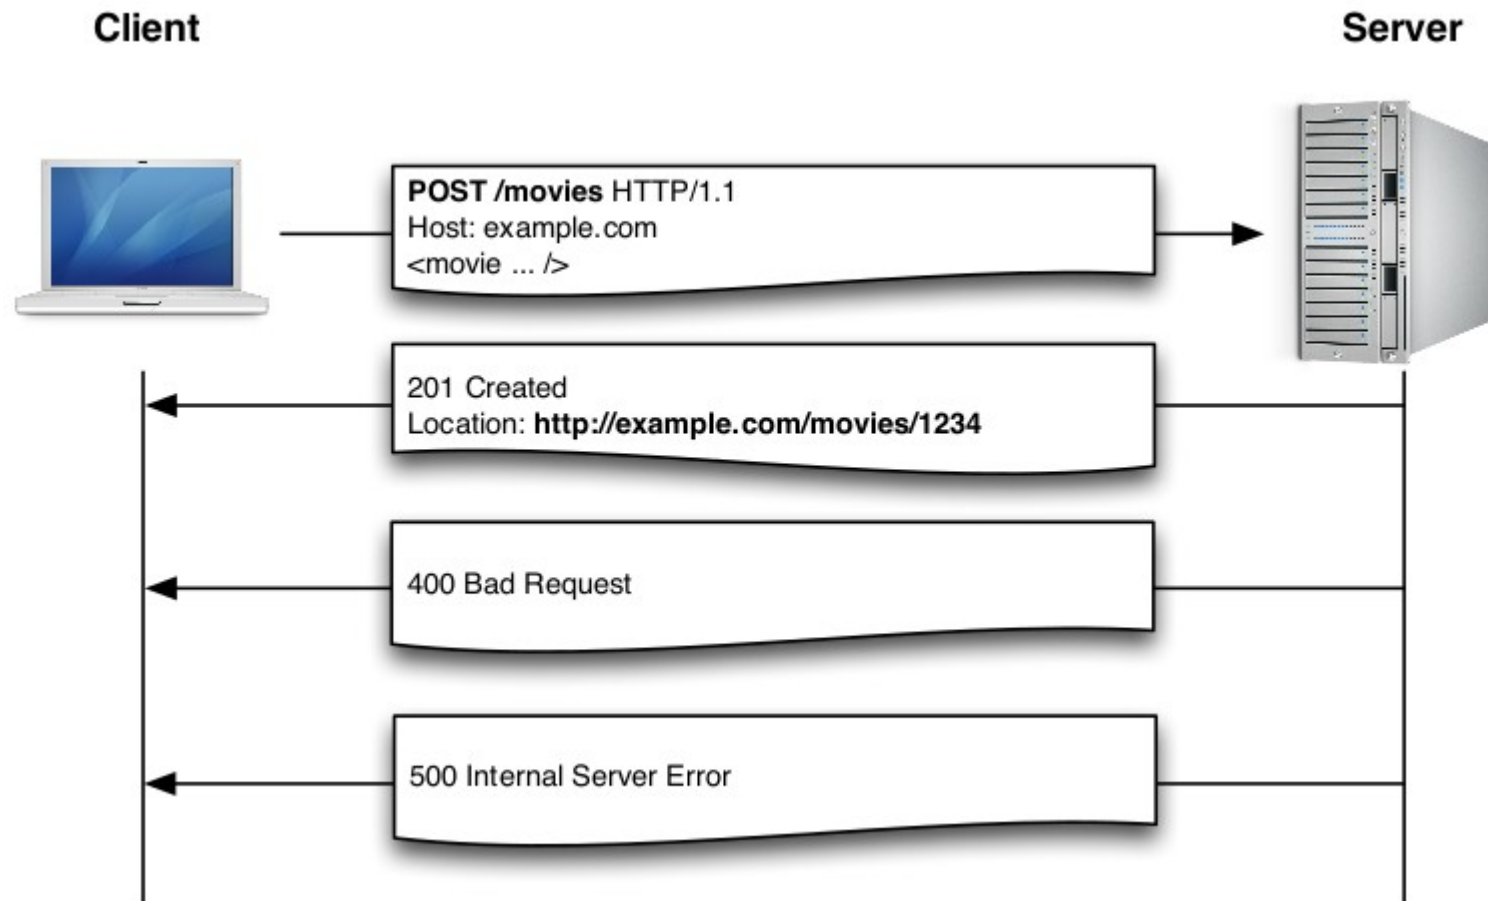 Client
Server
POST /movies HTTP/1.1
Host: example.com
<movie ... />
201 Created
Location: http://example.com/movies/1234
400 Bad Request
500 Internal Server Error